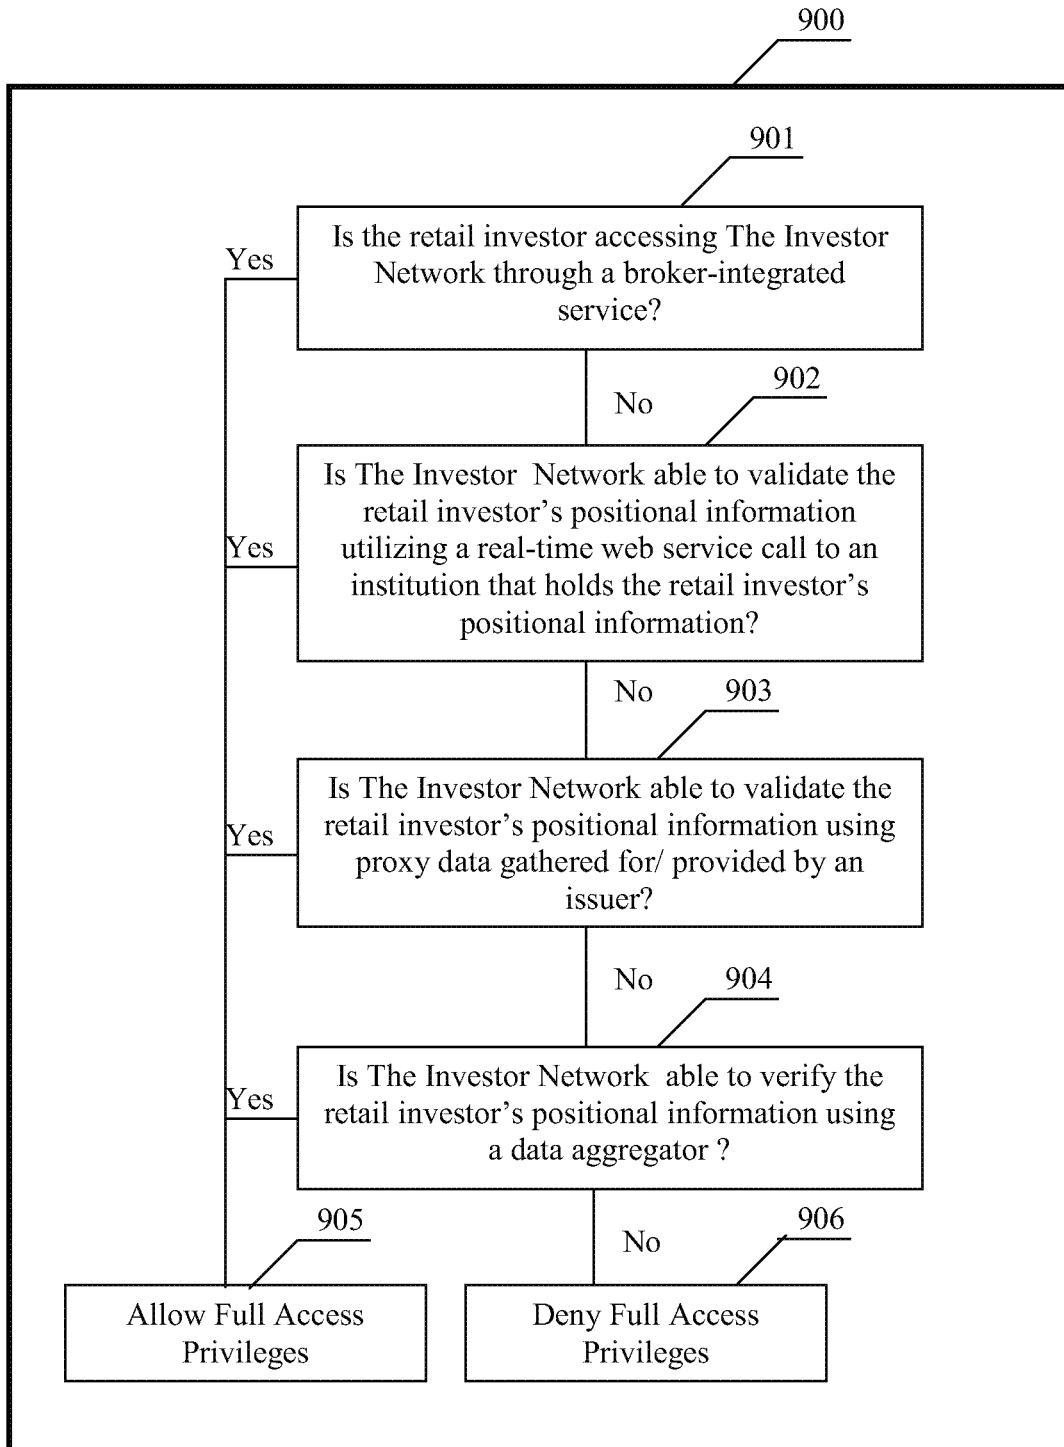 900
901
Is the retail investor accessing The Investor
Network through a broker-integrated
service?
Yes
No
902
Is The Investor Network able to validate the
retail investor's positional information
utilizing a real-time web service call to an
institution that holds the retail investor's
positional information?
Yes
No
903
Is The Investor Network able to validate the
retail investor's positional information using
proxy data gathered for/ provided by an
issuer?
Yes
No
904
Is The Investor Network able to verify the
retail investor's positional information using
a data aggregator ?
Yes
No
905
Allow Full Access
Privileges
906
Deny Full Access
Privileges